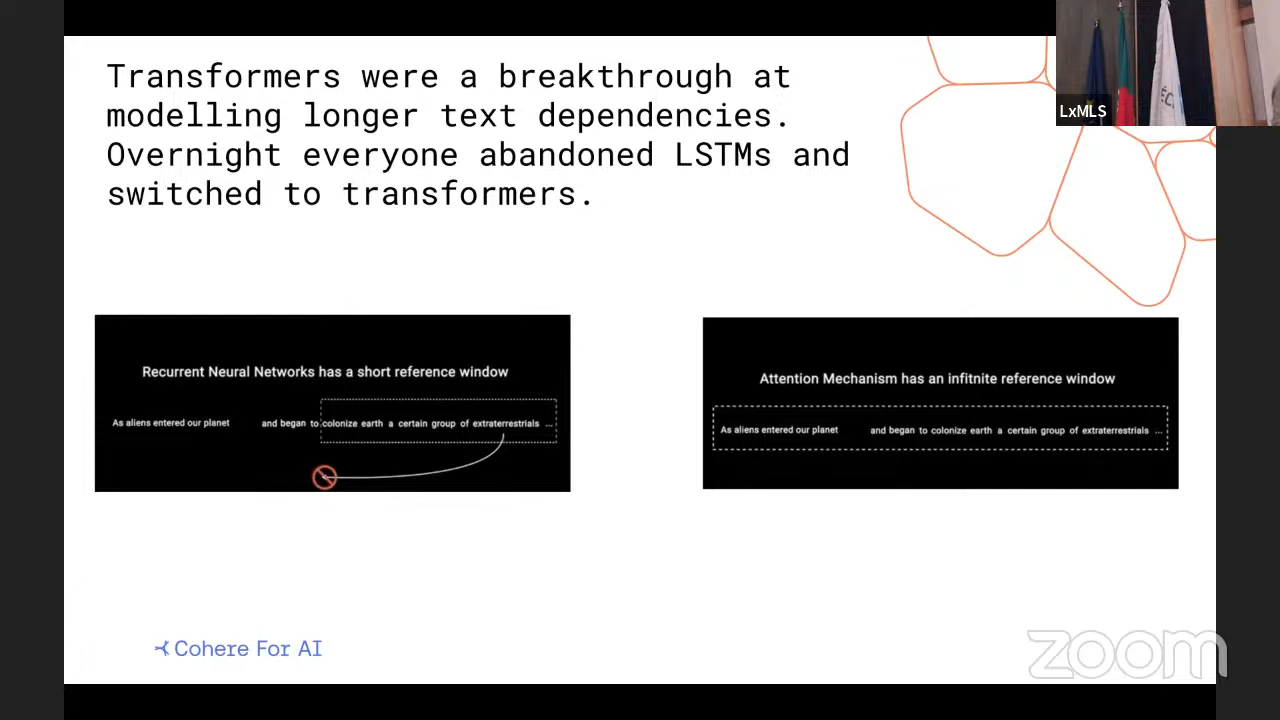 Transformers were a breakthrough at
modelling longer text dependencies.
Overnight everyone abandoned LSTMs and
switched to transformers.
LxMLS
Recurrent Neural Networks has a short reference window
As aliens entered our planet and began to colonize earth a certain group of extraterrestrials ...
Attention Mechanism has an infitnite reference window
As aliens entered our planet and began to colonize earth a certain group of extraterrestrials ...
Cohere For AI
zoom